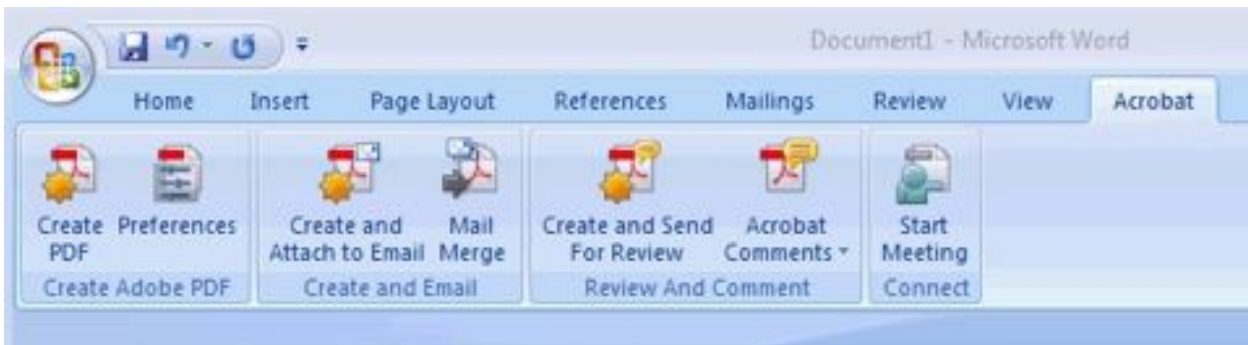 Document1 - Microsoft Word
Home Insert Page Layout References Mailings Review View Acrobat
Create Preferences Create and Mail Create and Send Acrobat Start
PDF Attach to Email Merge For Review Comments Meeting
Create Adobe PDF Create and Email Review And Comment Connect